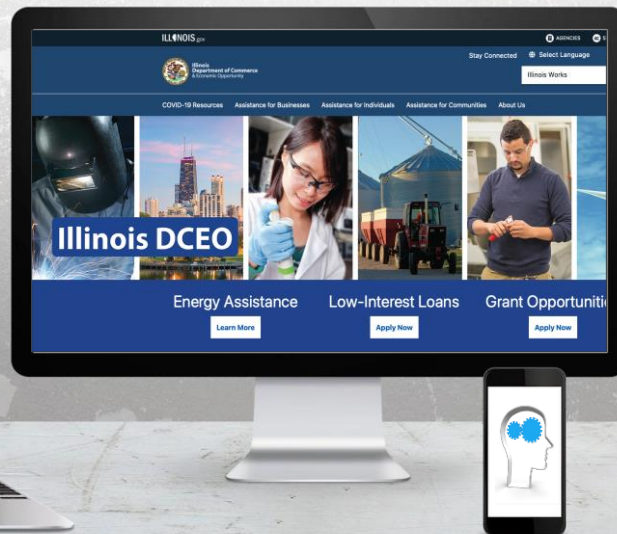 ILLINOIS.gov
AGENCIES
Stay Connected Select Language
Illinois
Department of Commerce
& Economic Opportunity
Illinois Works
COVID-19 Resources Assistance for Businesses Assistance for Individuals Assistance for Communities About Us
Illinois DCEO
Energy Assistance Low-Interest Loans Grant Opportuniti
Learn More Apply Now Apply Now